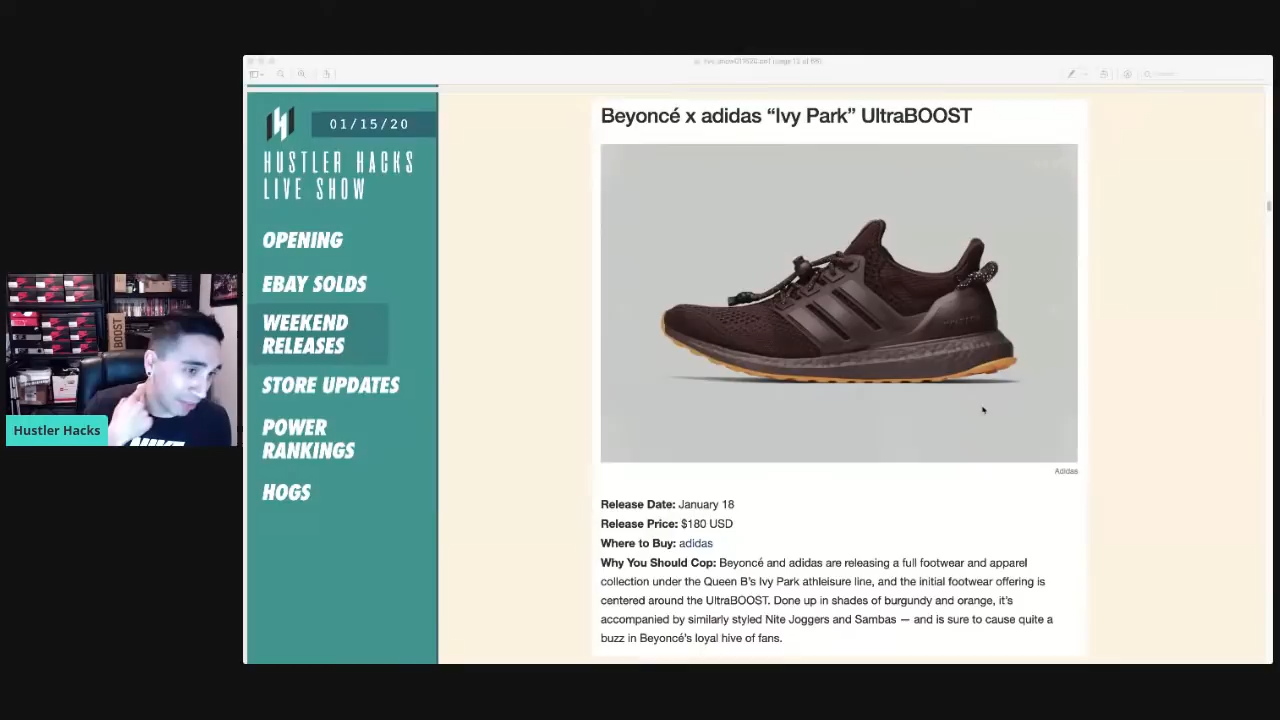 Beyoncé x adidas “Ivy Park” UltraBOOST
01/15/20
HUSTLER HACKS
LIVE SHOW
OPENING
EBAY SOLDS
WEEKEND
RELEASES
STORE UPDATES
POWER
RANKINGS
HOGS
BOOST
NIKE
Hustler Hacks
Adidas
Release Date: January 18
Release Price: $180 USD
Where to Buy: adidas
Why You Should Cop: Beyoncé and adidas are releasing a full footwear and apparel
collection under the Queen B’s Ivy Park athleisure line, and the initial footwear offering is
centered around the UltraBOOST. Done up in shades of burgundy and orange, it’s
accompanied by similarly styled Nite Joggers and Sambas — and is sure to cause quite a
buzz in Beyoncé’s loyal hive of fans.